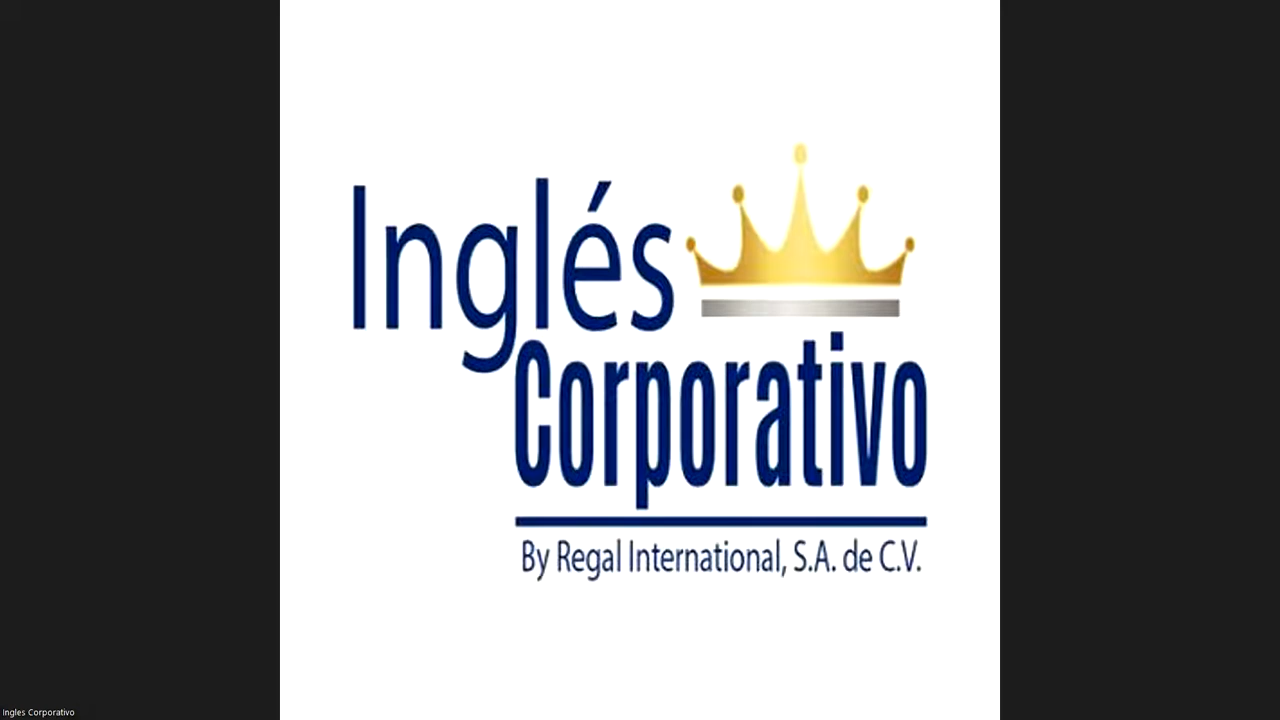 Inglés
Corporativo
By Regal International, S.A. de C.V.
Ingles Corporativo